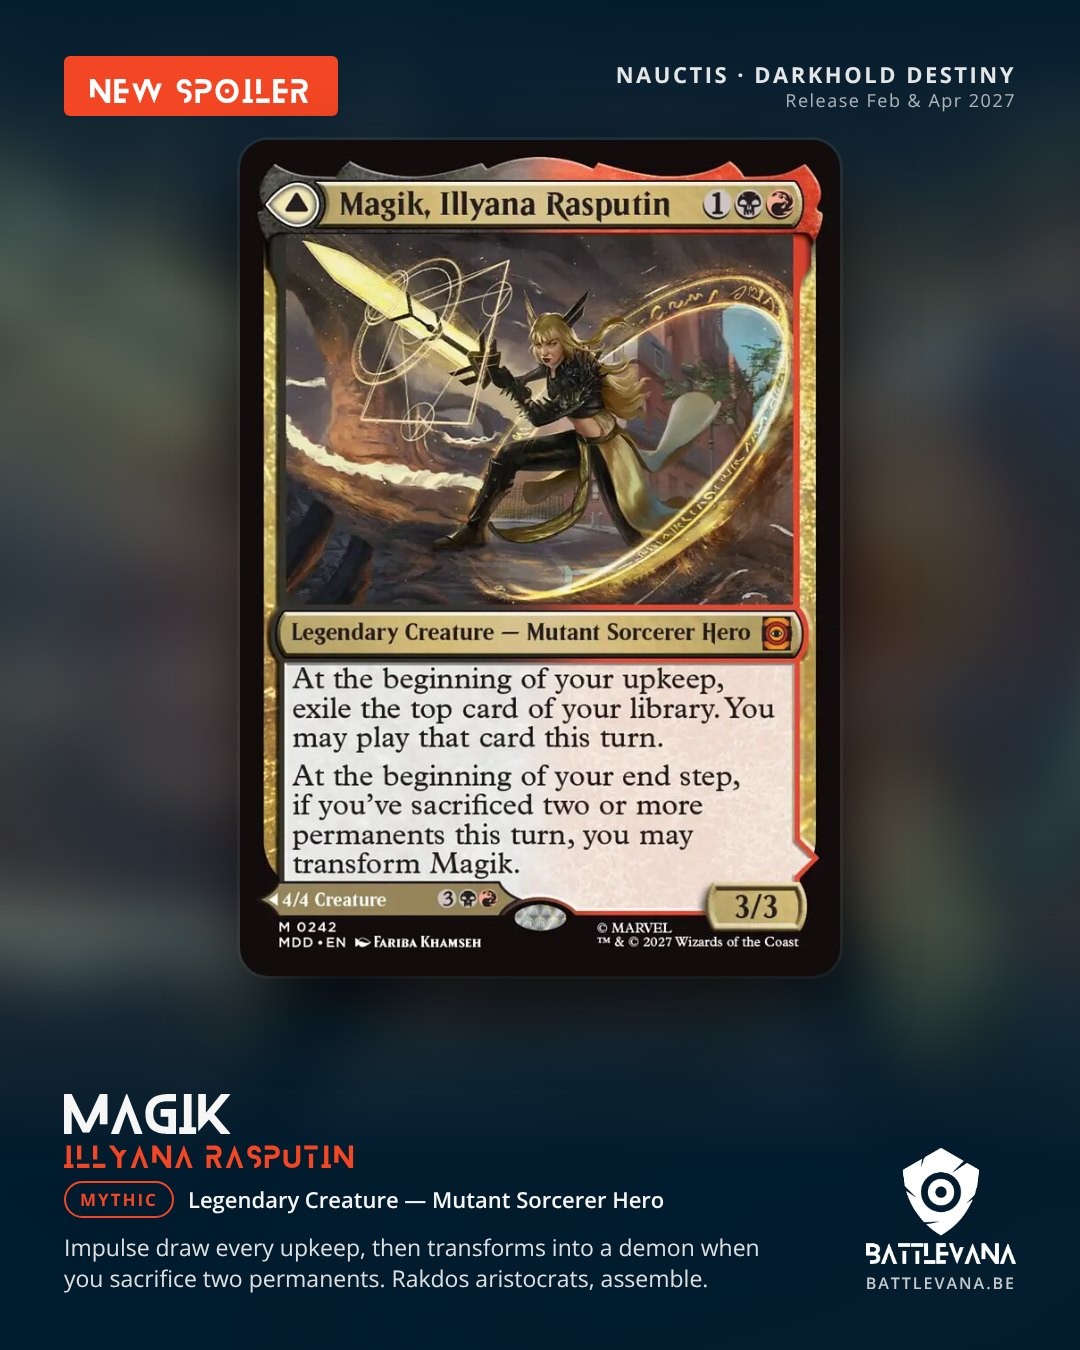 NEW SPOILER
NAUCTIS · DARKHOLD DESTINY
Release Feb & Apr 2027
Magik, Illyana Rasputin
1
Legendary Creature — Mutant Sorcerer Hero
At the beginning of your upkeep,
exile the top card of your library. You
may play that card this turn.
At the beginning of your end step,
if you've sacrificed two or more
permanents this turn, you may
transform Magik.
4/4 Creature
3
3/3
M 0242
MDD • EN Fariba Khamseh
© MARVEL
™ & © 2027 Wizards of the Coast
MAGIK
ILLYANA RASPUTIN
MYTHIC
Legendary Creature — Mutant Sorcerer Hero
Impulse draw every upkeep, then transforms into a demon when
you sacrifice two permanents. Rakdos aristocrats, assemble.
BATTLEVANA
BATTLEVANA.BE